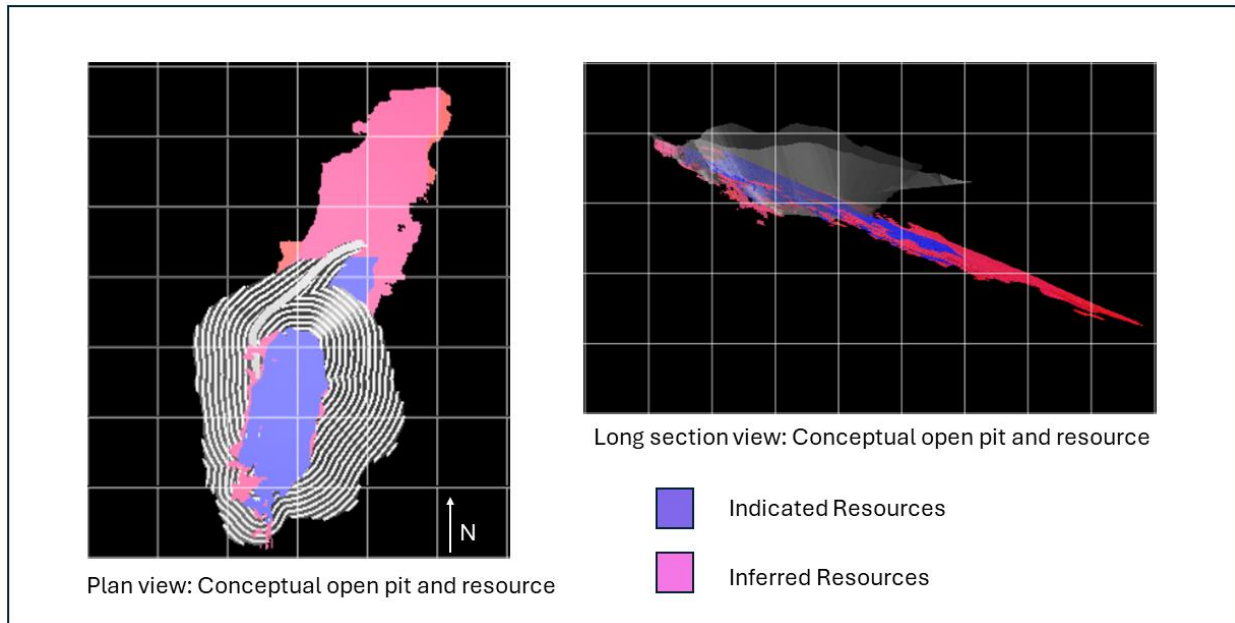 N
Plan view: Conceptual open pit and resource
Long section view: Conceptual open pit and resource
Indicated Resources
Inferred Resources